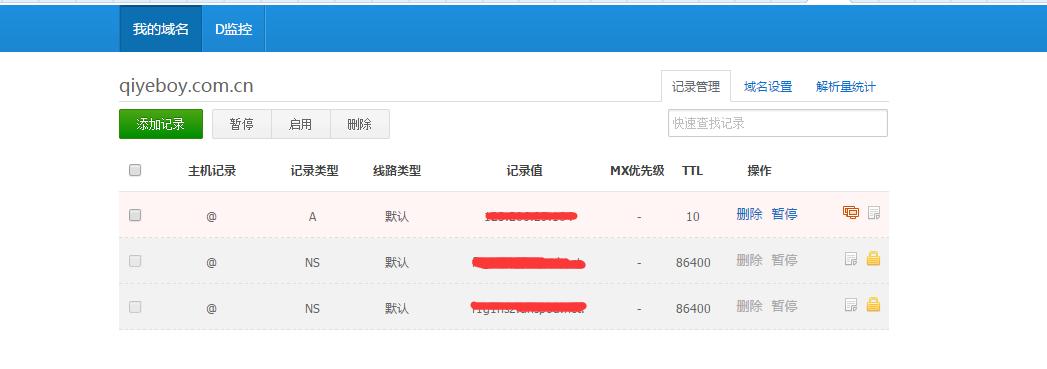 我的域名 D监控
qiyeboy.com.cn 记录管理 域名设置 解析量统计
添加记录 暂停 启用 删除 快速查找记录
主机记录 记录类型 线路类型 记录值 MX优先级 TTL 操作
@ A 默认 - 10 删除 暂停
@ NS 默认 - 86400 删除 暂停
@ NS 默认 - 86400 删除 暂停